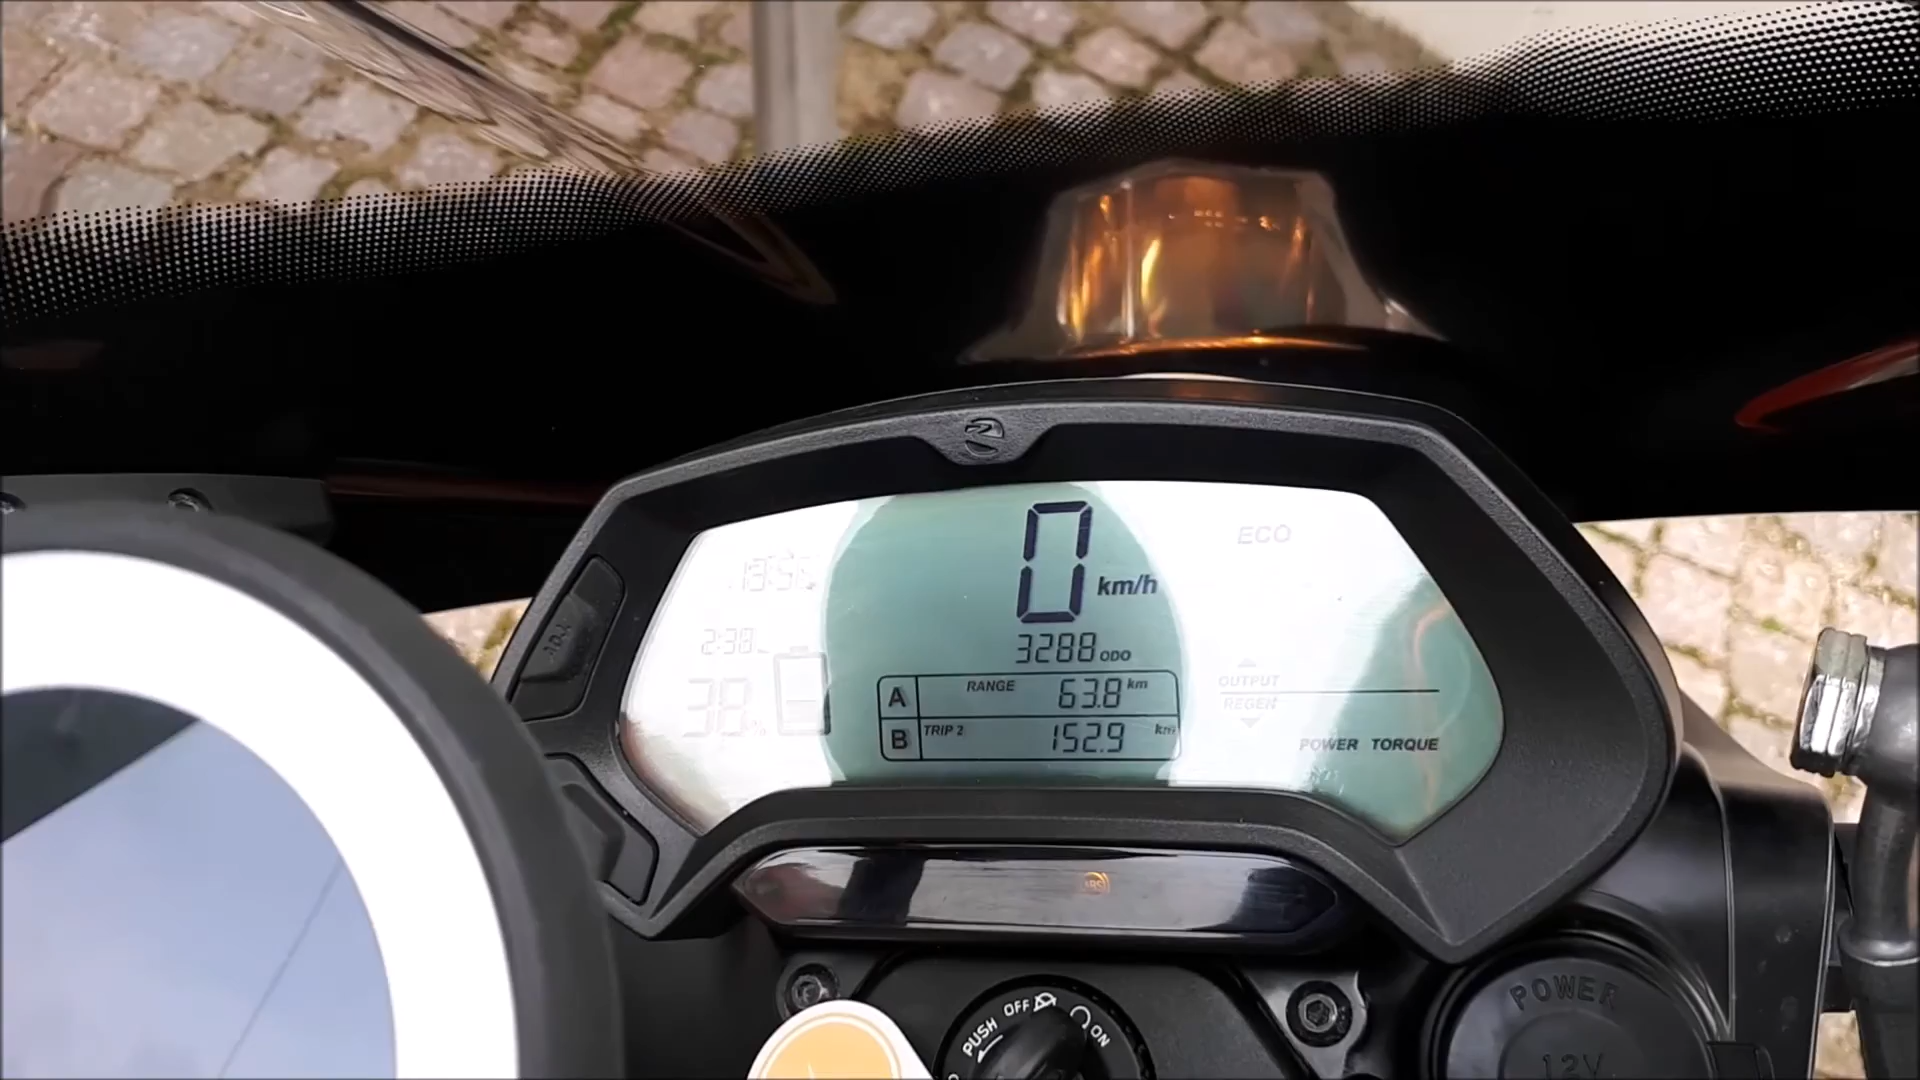 0 km/h
ECO
2:38
3288 ODO
38%
A RANGE 63.8 km
B TRIP 2 152.9 km
OUTPUT
REGEN
POWER TORQUE
ABS
PUSH OFF ON
POWER
12V